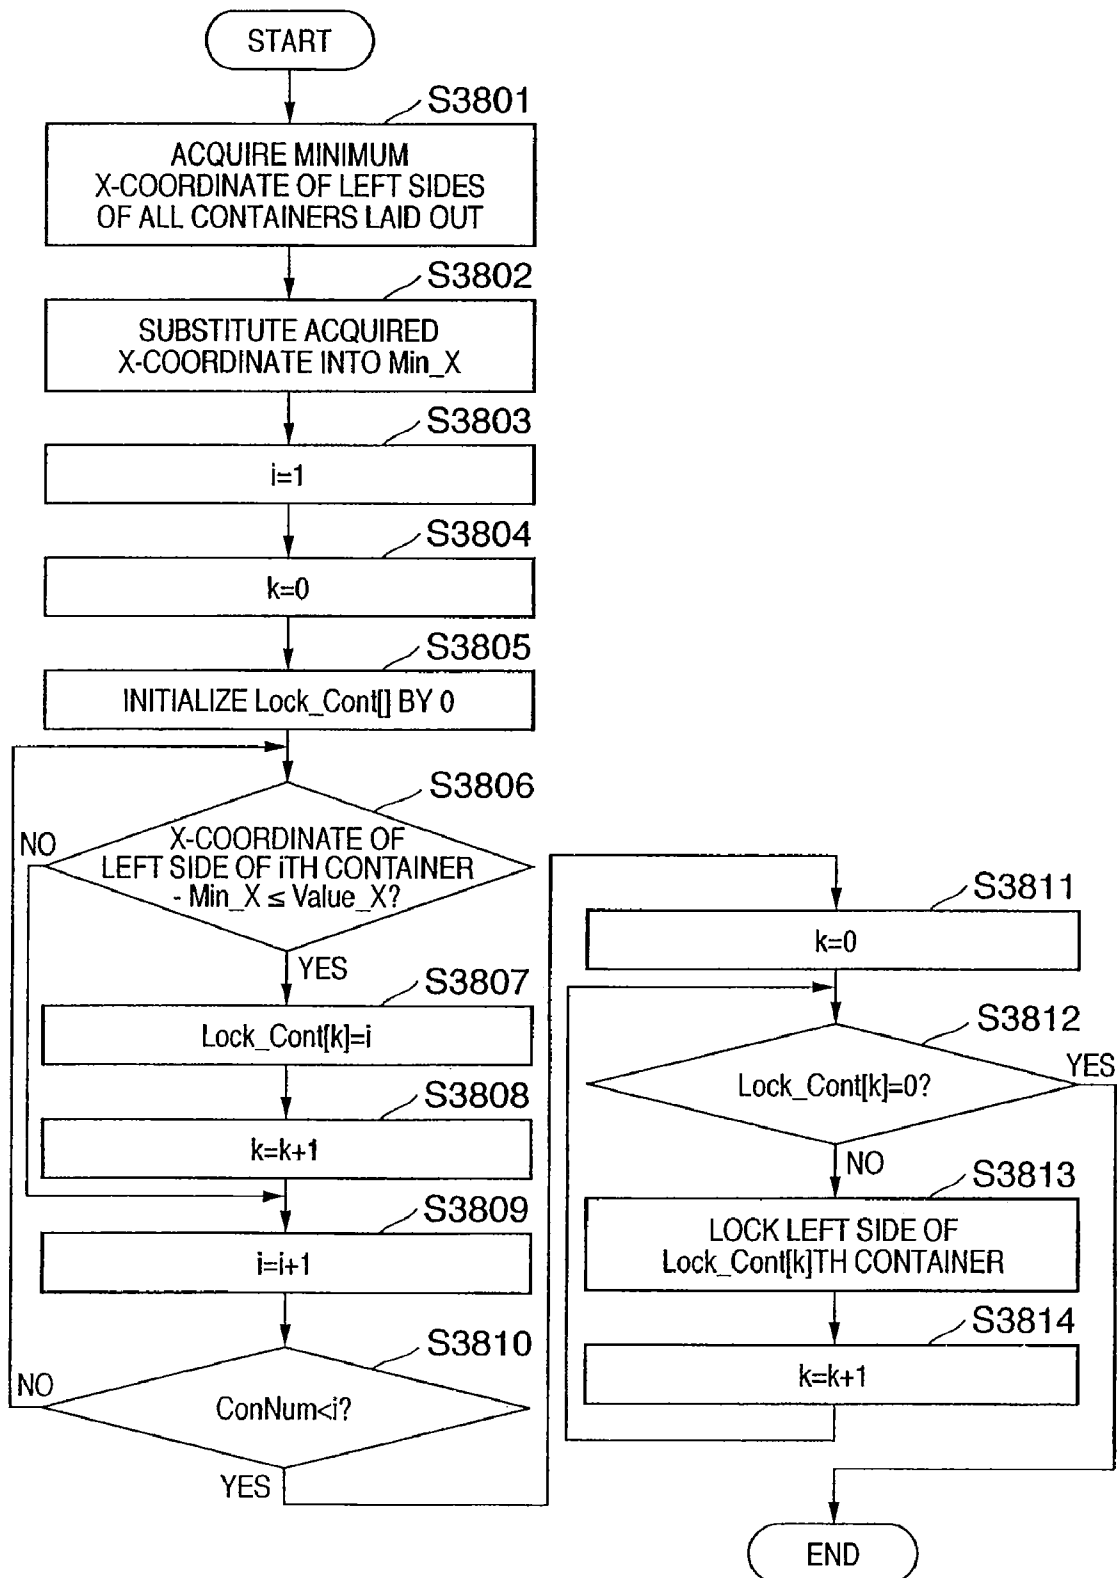 START
S3801
ACQUIRE MINIMUM
X-COORDINATE OF LEFT SIDES
OF ALL CONTAINERS LAID OUT
S3802
SUBSTITUTE ACQUIRED
X-COORDINATE INTO Min_X
S3803
i=1
S3804
k=0
S3805
INITIALIZE Lock_Cont[] BY 0
S3806
NO
X-COORDINATE OF
LEFT SIDE OF iTH CONTAINER
- Min_X ≤ Value_X?
YES
S3807
Lock_Cont[k]=i
S3808
k=k+1
S3809
i=i+1
S3810
NO
ConNum<i?
YES
S3811
k=0
S3812
YES
Lock_Cont[k]=0?
NO
S3813
LOCK LEFT SIDE OF
Lock_Cont[k]TH CONTAINER
S3814
k=k+1
END